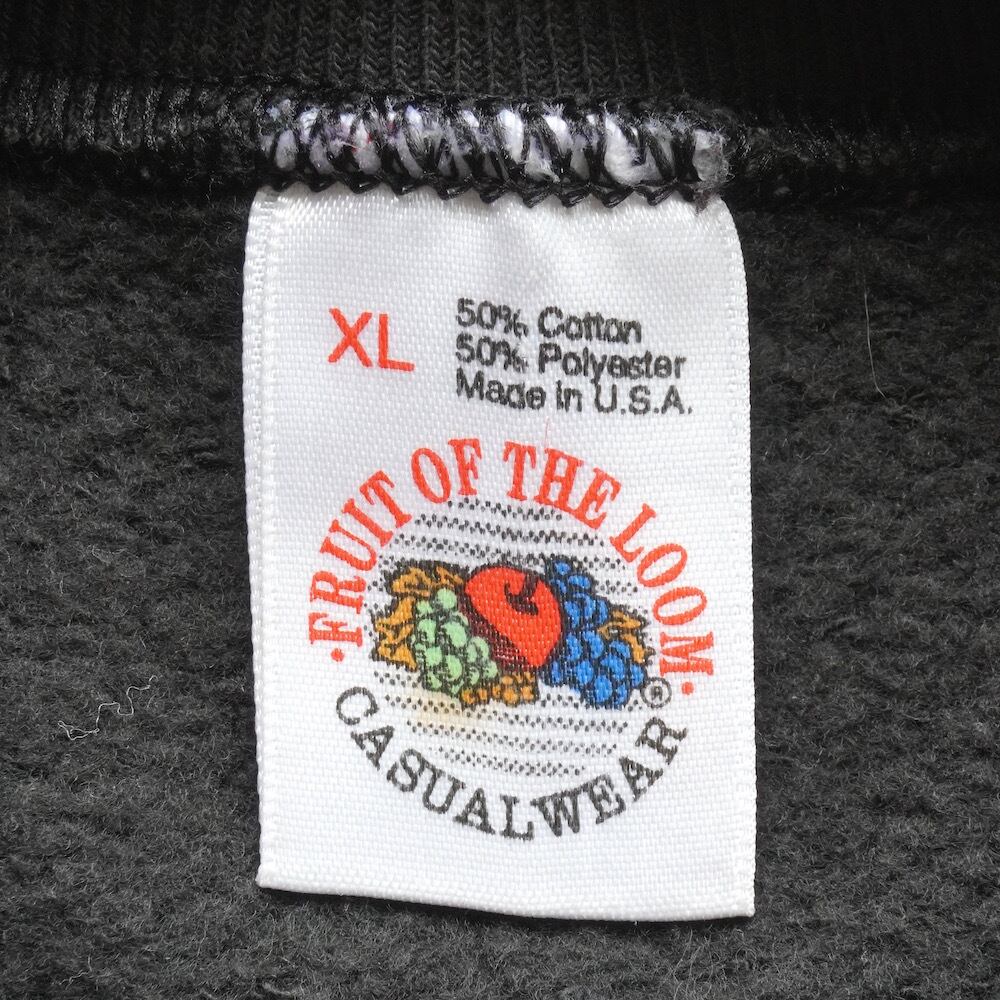 XL
50% Cotton
50% Polyester
Made in U.S.A.
·FRUIT OF THE LOOM·
®
CASUALWEAR